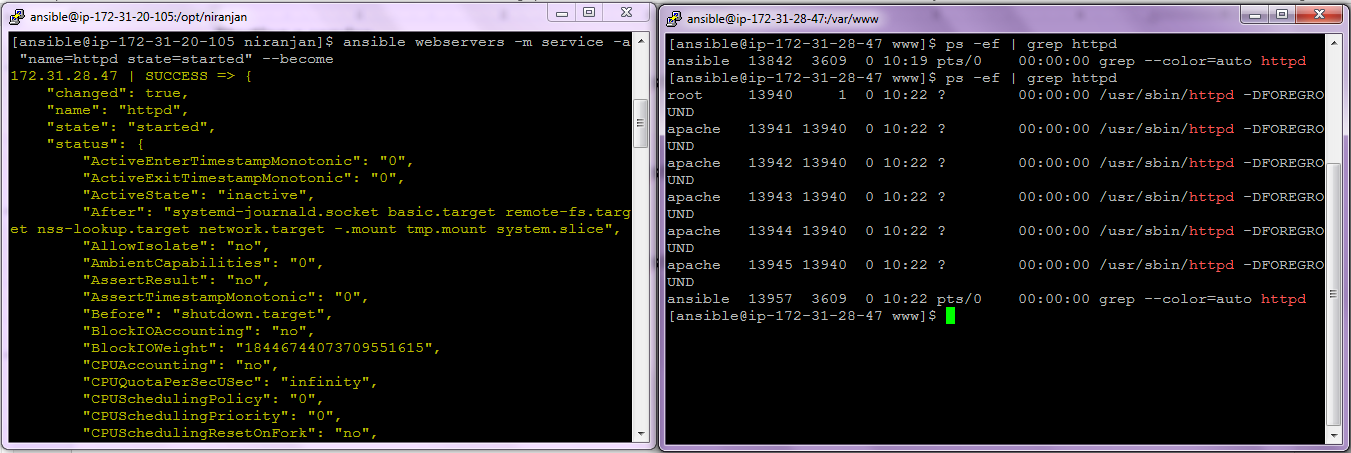 ansible@ip-172-31-20-105:/opt/niranjan
[ansible@ip-172-31-20-105 niranjan]$ ansible webservers -m service -a
 "name=httpd state=started" --become
172.31.28.47 | SUCCESS => {
    "changed": true,
    "name": "httpd",
    "state": "started",
    "status": {
        "ActiveEnterTimestampMonotonic": "0",
        "ActiveExitTimestampMonotonic": "0",
        "ActiveState": "inactive",
        "After": "systemd-journald.socket basic.target remote-fs.targ
et nss-lookup.target network.target -.mount tmp.mount system.slice",
        "AllowIsolate": "no",
        "AmbientCapabilities": "0",
        "AssertResult": "no",
        "AssertTimestampMonotonic": "0",
        "Before": "shutdown.target",
        "BlockIOAccounting": "no",
        "BlockIOWeight": "18446744073709551615",
        "CPUAccounting": "no",
        "CPUQuotaPerSecUSec": "infinity",
        "CPUSchedulingPolicy": "0",
        "CPUSchedulingPriority": "0",
        "CPUSchedulingResetOnFork": "no",
ansible@ip-172-31-28-47:/var/www
[ansible@ip-172-31-28-47 www]$ ps -ef | grep httpd
ansible  13842  3609  0 10:19 pts/0    00:00:00 grep --color=auto httpd
[ansible@ip-172-31-28-47 www]$ ps -ef | grep httpd
root     13940     1  0 10:22 ?        00:00:00 /usr/sbin/httpd -DFOREGRO
UND
apache   13941 13940  0 10:22 ?        00:00:00 /usr/sbin/httpd -DFOREGRO
UND
apache   13942 13940  0 10:22 ?        00:00:00 /usr/sbin/httpd -DFOREGRO
UND
apache   13943 13940  0 10:22 ?        00:00:00 /usr/sbin/httpd -DFOREGRO
UND
apache   13944 13940  0 10:22 ?        00:00:00 /usr/sbin/httpd -DFOREGRO
UND
apache   13945 13940  0 10:22 ?        00:00:00 /usr/sbin/httpd -DFOREGRO
UND
ansible  13957  3609  0 10:22 pts/0    00:00:00 grep --color=auto httpd
[ansible@ip-172-31-28-47 www]$